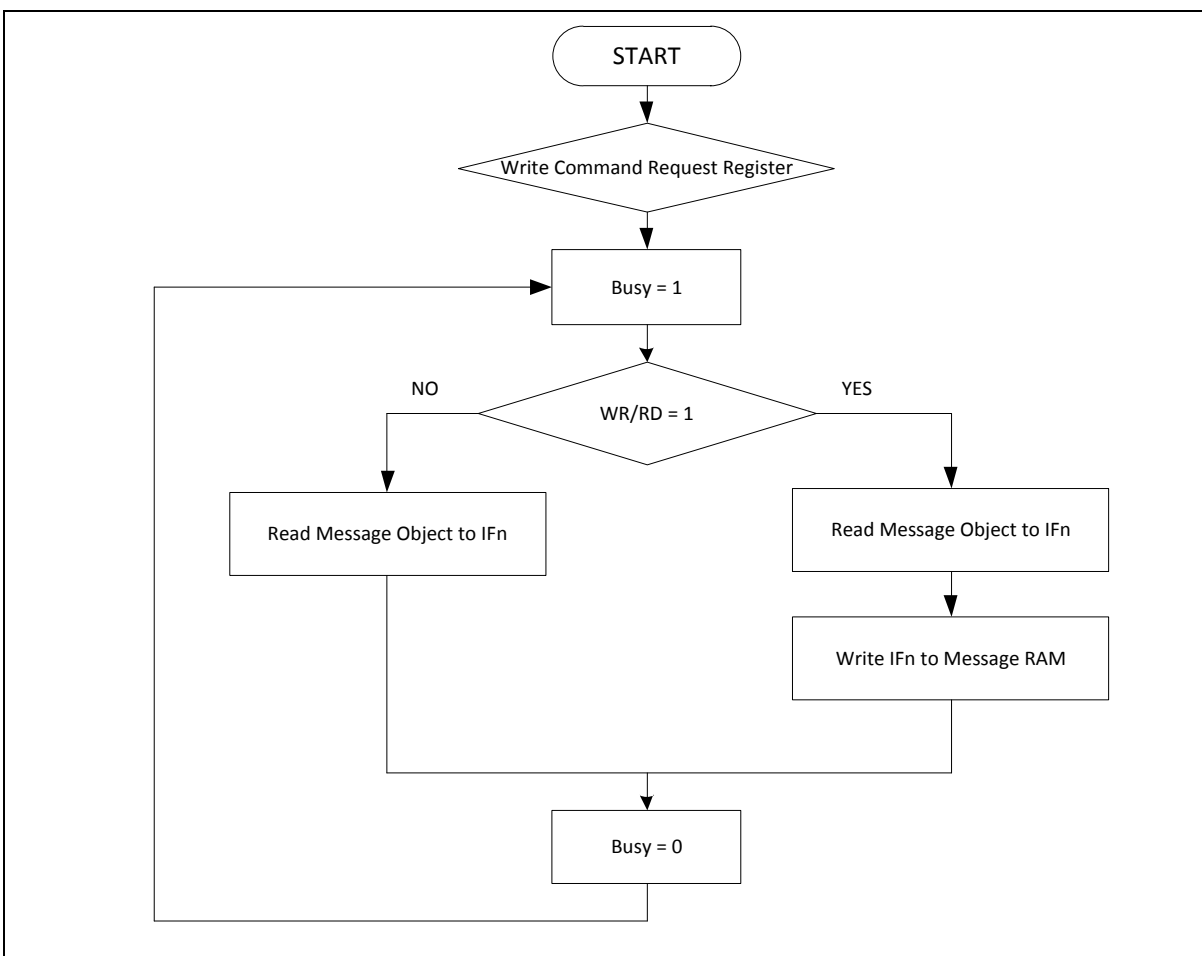 START
Write Command Request Register
Busy = 1
NO
YES
WR/RD = 1
Read Message Object to IFn
Read Message Object to IFn
Write IFn to Message RAM
Busy = 0